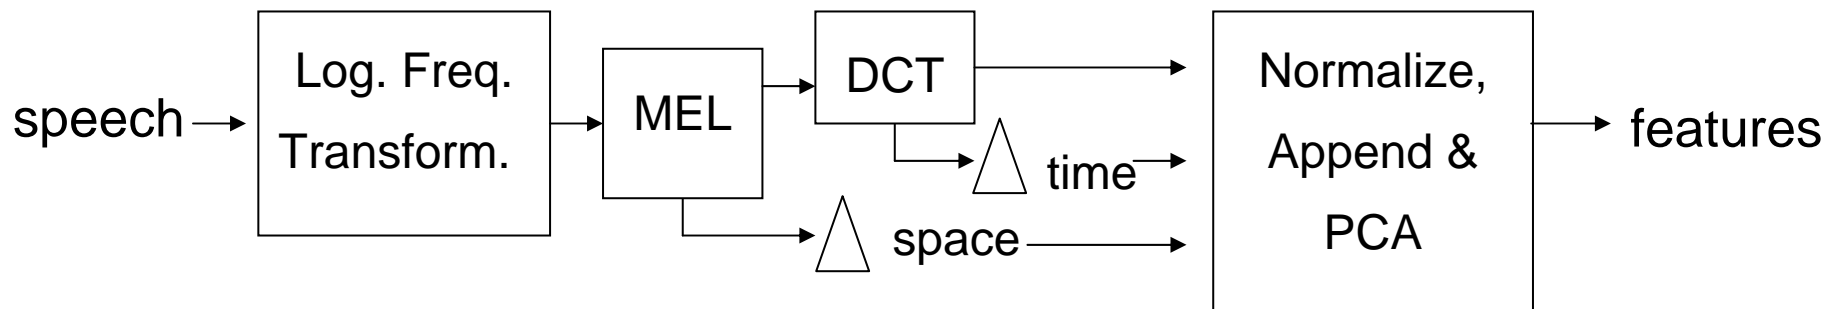 speech
Log. Freq.
Transform.
MEL
DCT
time
space
Normalize,
Append &
PCA
features